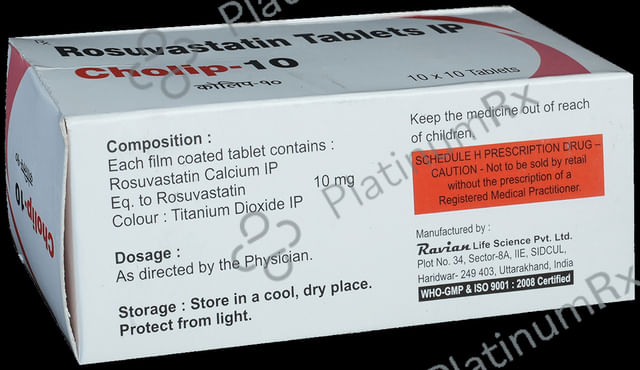 Rx
Rosuvastatin Tablets IP
Cholip-10
कोलिप-१०
10 x 10 Tablets
Composition :
Each film coated tablet contains :
Rosuvastatin Calcium IP
Eq. to Rosuvastatin 10 mg
Colour : Titanium Dioxide IP
Dosage :
As directed by the Physician.
Storage : Store in a cool, dry place.
Protect from light.
Keep the medicine out of reach
of children.
SCHEDULE H PRESCRIPTION DRUG –
CAUTION - Not to be sold by retail
without the prescription of a
Registered Medical Practitioner.
Manufactured by :
Ravian Life Science Pvt. Ltd.
Plot No. 34, Sector-8A, IIE, SIDCUL,
Haridwar- 249 403, Uttarakhand, India
WHO-GMP & ISO 9001 : 2008 Certified
Cholip-10
कोलिप-१०
PlatinumRx
PlatinumRx
PlatinumRx